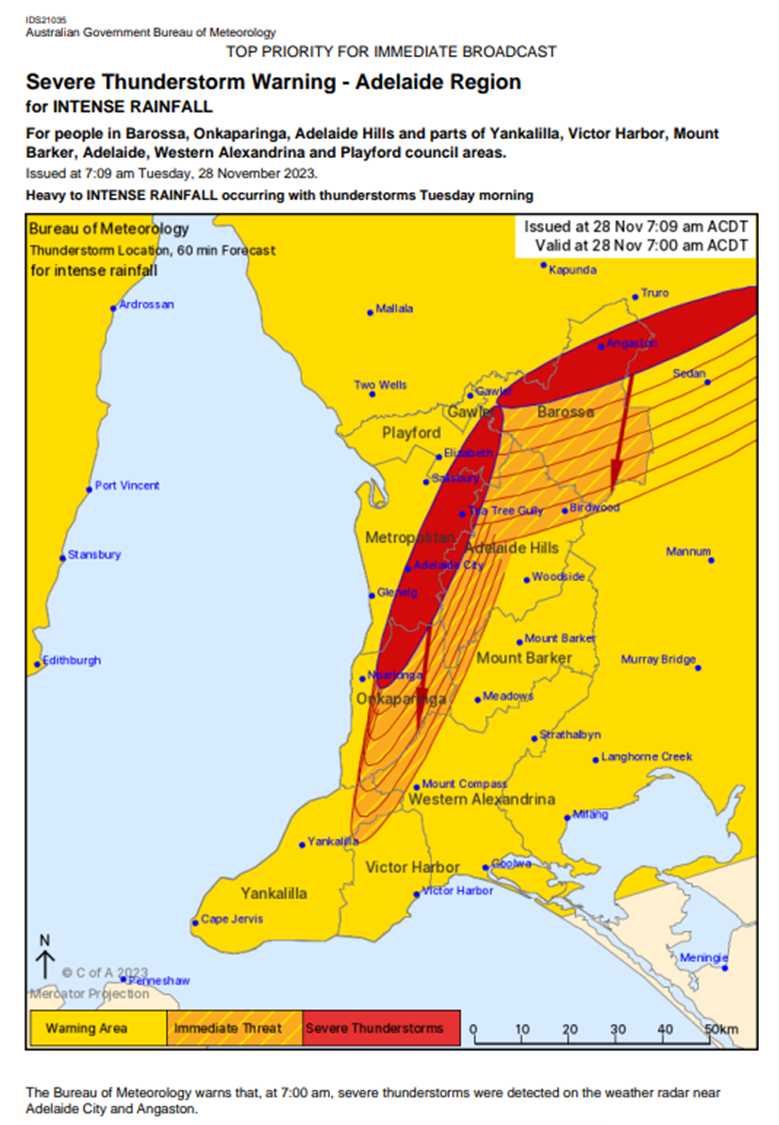 IDS21035
Australian Government Bureau of Meteorology
TOP PRIORITY FOR IMMEDIATE BROADCAST
Severe Thunderstorm Warning - Adelaide Region
for INTENSE RAINFALL
For people in Barossa, Onkaparinga, Adelaide Hills and parts of Yankalilla, Victor Harbor, Mount
Barker, Adelaide, Western Alexandrina and Playford council areas.
Issued at 7:09 am Tuesday, 28 November 2023.
Heavy to INTENSE RAINFALL occurring with thunderstorms Tuesday morning
Bureau of Meteorology
Thunderstorm Location, 60 min Forecast
for intense rainfall
Issued at 28 Nov 7:09 am ACDT
Valid at 28 Nov 7:00 am ACDT
Kapunda
Truro
Ardrossan
Mallala
Angaston
Sedan
Two Wells
Gawler
Gawler
Barossa
Playford
Elizabeth
Salisbury
Port Vincent
Tea Tree Gully
Birdwood
Metropolitan
Adelaide Hills
Stansbury
Mannum
Adelaide City
Woodside
Glenelg
Mount Barker
Mount Barker
Edithburgh
Murray Bridge
Noarlunga
Onkaparinga
Meadows
Strathalbyn
Langhorne Creek
Mount Compass
Western Alexandrina
Milang
Yankalilla
Victor Harbor
Goolwa
Yankalilla
Victor Harbor
Cape Jervis
N
Meningie
© C of A 2023
Penneshaw
Mercator Projection
Warning Area
Immediate Threat
Severe Thunderstorms
0 10 20 30 40 50km
The Bureau of Meteorology warns that, at 7:00 am, severe thunderstorms were detected on the weather radar near
Adelaide City and Angaston.